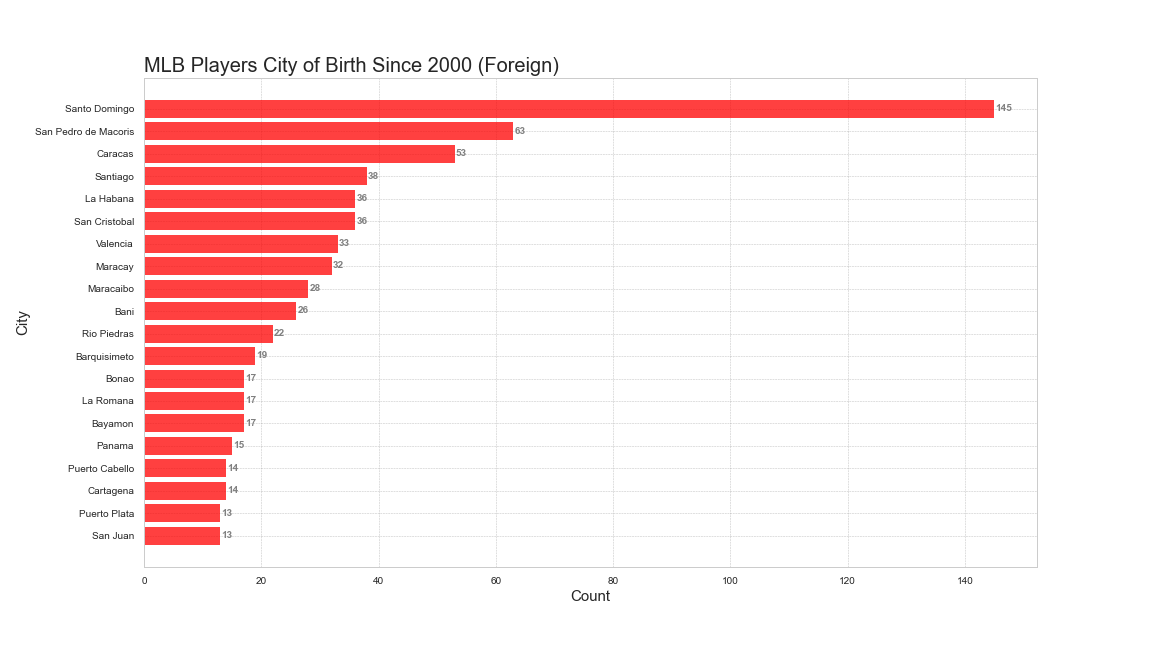 MLB Players City of Birth Since 2000 (Foreign)
Santo Domingo 145
San Pedro de Macoris 63
Caracas 53
Santiago 38
La Habana 36
San Cristobal 36
Valencia 33
Maracay 32
Maracaibo 28
Bani 26
Rio Piedras 22
Barquisimeto 19
Bonao 17
La Romana 17
Bayamon 17
Panama 15
Puerto Cabello 14
Cartagena 14
Puerto Plata 13
San Juan 13
City
0 20 40 60 80 100 120 140
Count